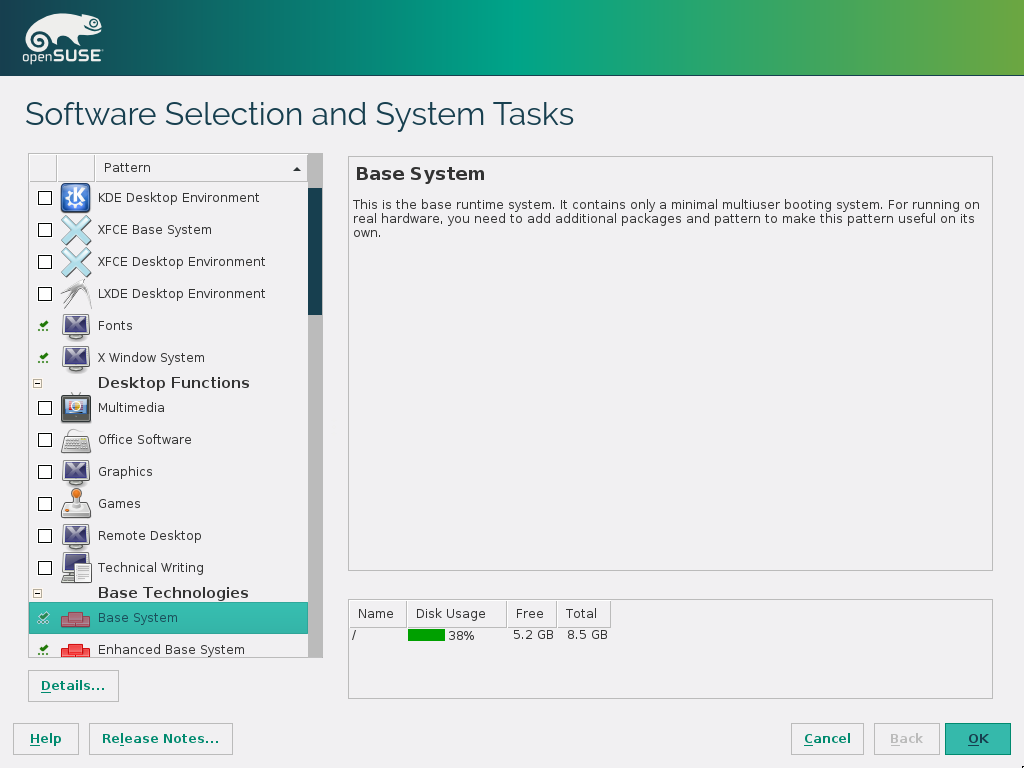 openSUSE
Software Selection and System Tasks
Pattern
KDE Desktop Environment
XFCE Base System
XFCE Desktop Environment
LXDE Desktop Environment
Fonts
X Window System
Desktop Functions
Multimedia
Office Software
Graphics
Games
Remote Desktop
Technical Writing
Base Technologies
Base System
Enhanced Base System
Details...
Base System
This is the base runtime system. It contains only a minimal multiuser booting system. For running on
real hardware, you need to add additional packages and pattern to make this pattern useful on its
own.
Name Disk Usage Free Total
/ 38% 5.2 GB 8.5 GB
Help Release Notes... Cancel Back OK